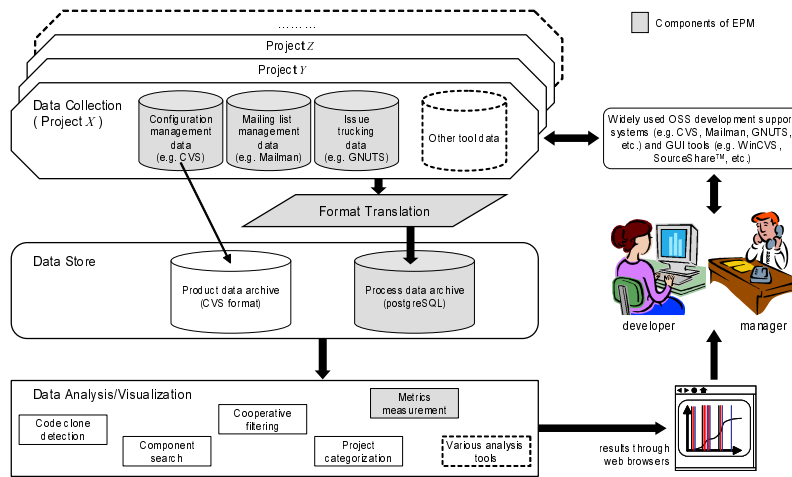 ………
Components of EPM
Project Z
Project Y
Data Collection
( Project X )
Configuration
management
data
(e.g. CVS)
Mailing list
management
data
(e.g. Mailman)
Issue
trucking
data
(e.g. GNUTS)
Other tool data
Widely used OSS development support
systems (e.g. CVS, Mailman, GNUTS,
etc.) and GUI tools (e.g. WinCVS,
SourceShare™, etc.)
Format Translation
Data Store
Product data archive
(CVS format)
Process data archive
(postgreSQL)
developer
manager
Data Analysis/Visualization
Code clone
detection
Component
search
Cooperative
filtering
Project
categorization
Metrics
measurement
Various analysis
tools
results through
web browsers